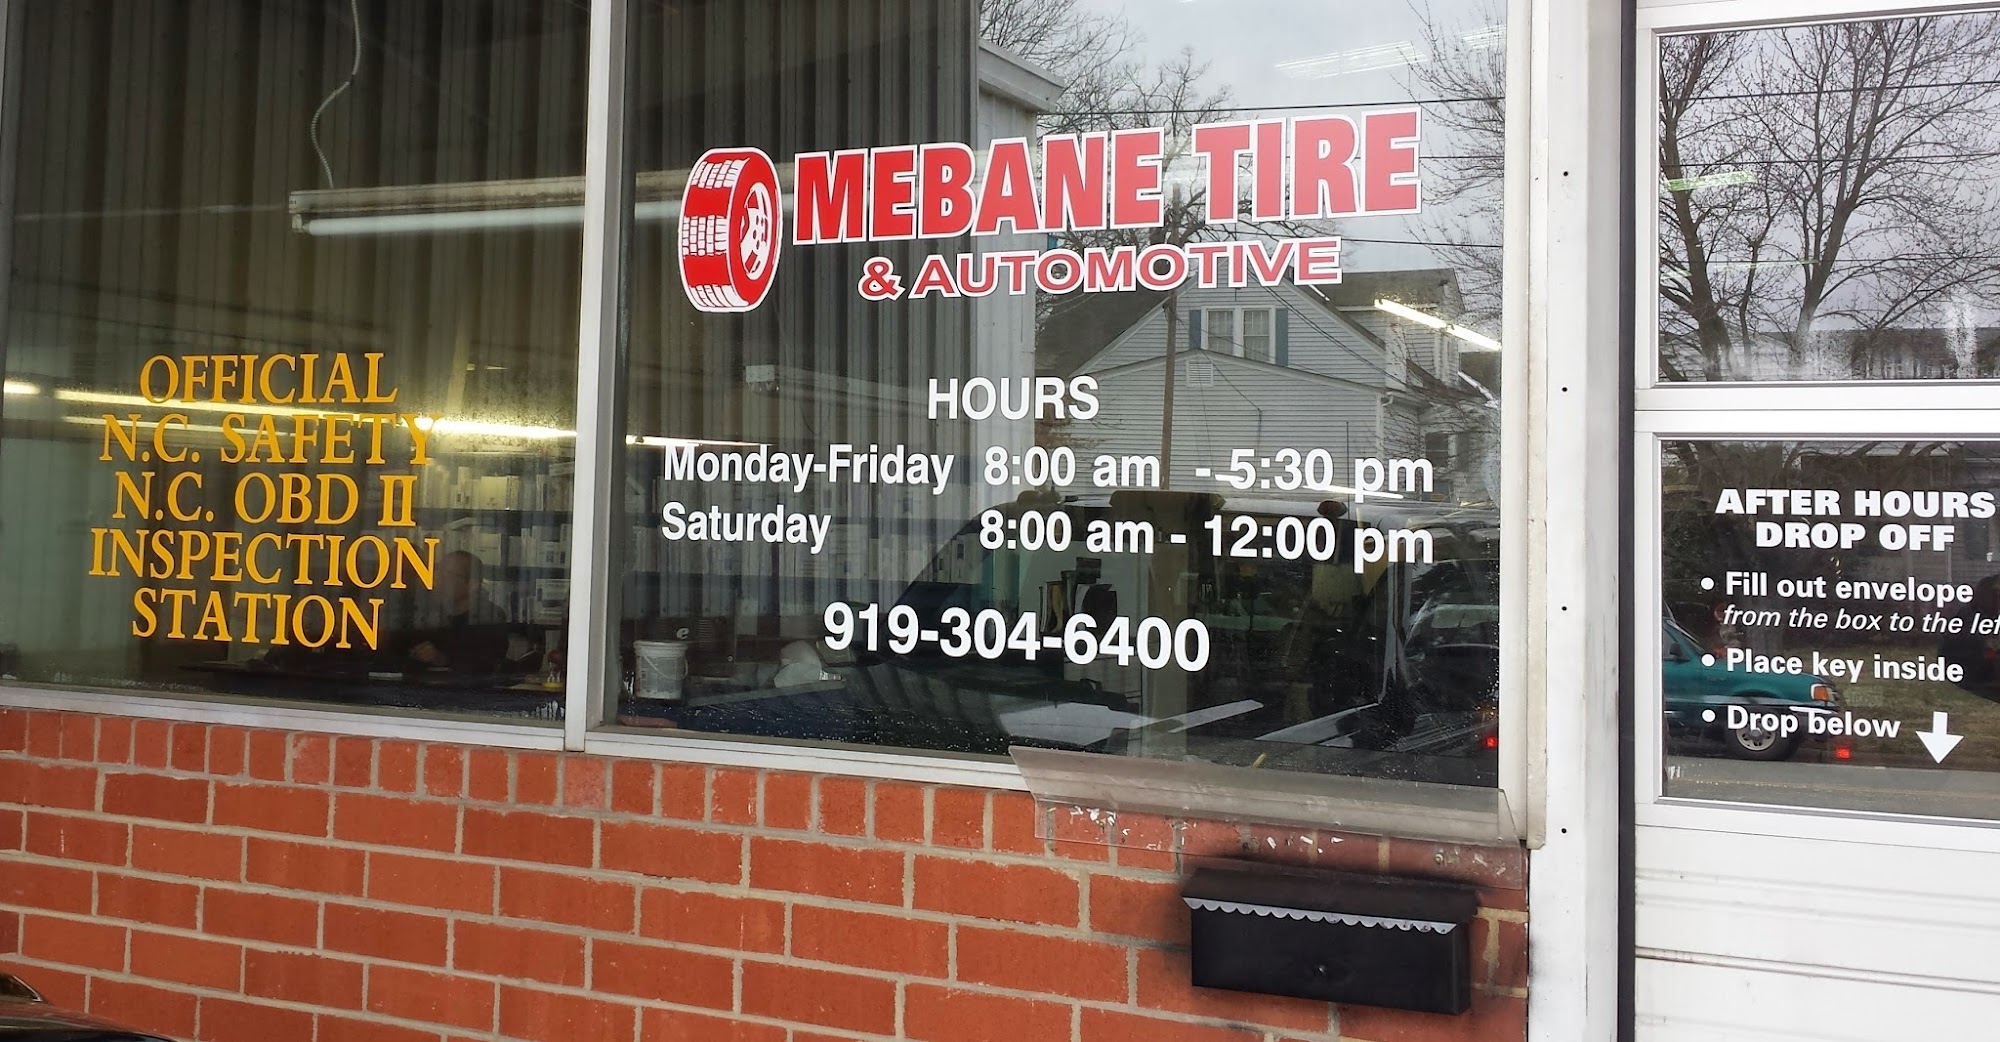 OFFICIAL
N.C. SAFETY
N.C. OBD II
INSPECTION
STATION
MEBANE TIRE
& AUTOMOTIVE
HOURS
Monday-Friday 8:00 am - 5:30 pm
Saturday 8:00 am - 12:00 pm
919-304-6400
AFTER HOURS
DROP OFF
• Fill out envelope
from the box to the lef
• Place key inside
• Drop below